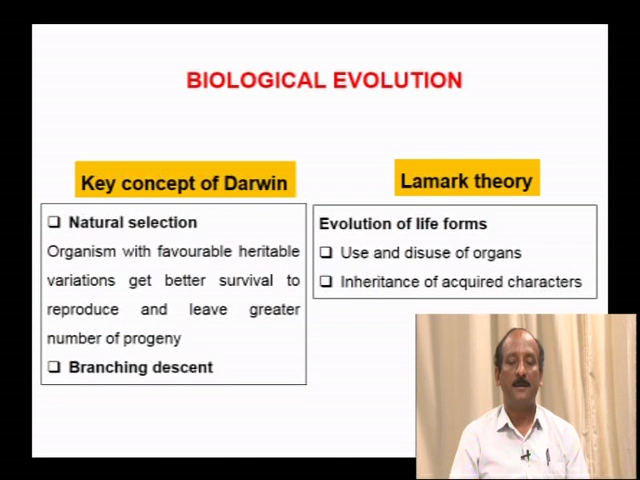 BIOLOGICAL EVOLUTION
Key concept of Darwin
Natural selection
Organism with favourable heritable
variations get better survival to
reproduce and leave greater
number of progeny
Branching descent
Lamark theory
Evolution of life forms
Use and disuse of organs
Inheritance of acquired characters